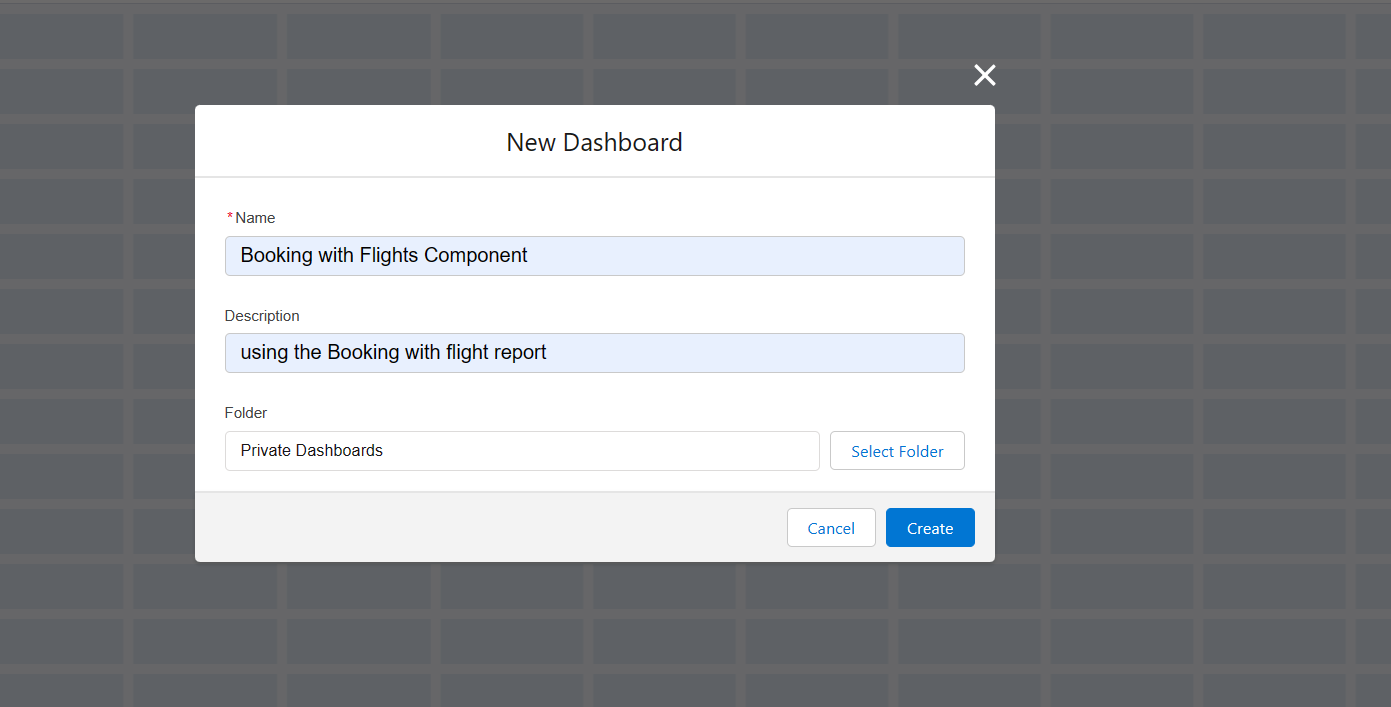 New Dashboard
*Name
Booking with Flights Component
Description
using the Booking with flight report
Folder
Private Dashboards
Select Folder
Cancel
Create